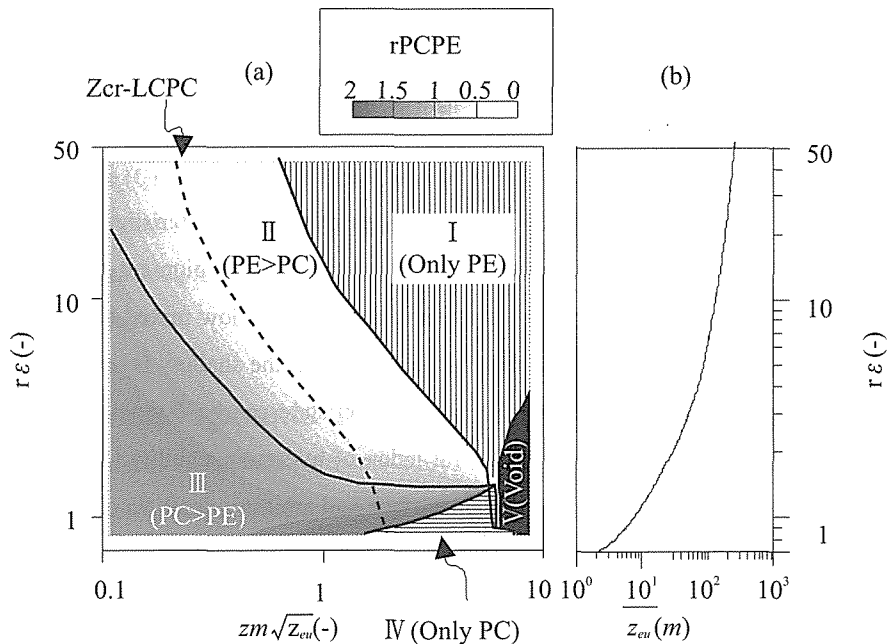 rPCPE
2 1.5 1 0.5 0
(a)
(b)
Zcr-LCPC
50
10
1
rε(-)
Ⅱ
(PE>PC)
Ⅰ
(Only PE)
Ⅲ
(PC>PE)
Ⅴ(Void)
0.1 1 10
zm√z_eu(-)
Ⅳ (Only PC)
50
10
1
rε(-)
10⁰ 10¹ 10² 10³
z_eu(m)